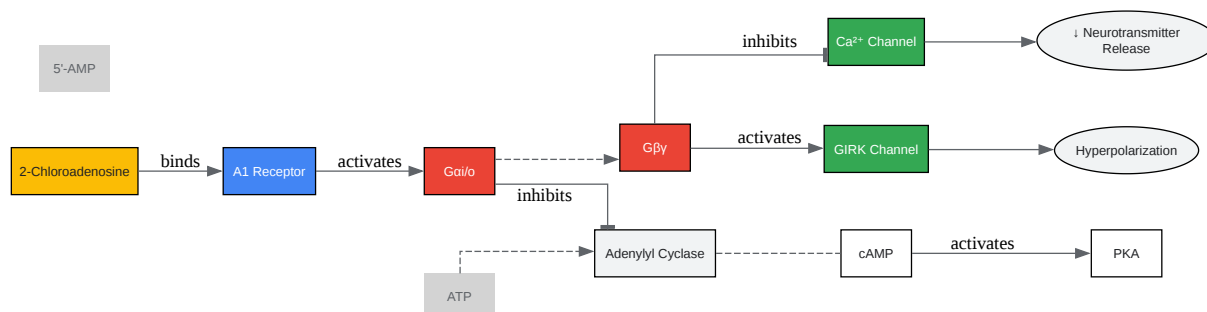 inhibits
Ca²⁺ Channel
↓ Neurotransmitter
Release
5'-AMP
2-Chloroadenosine
binds
A1 Receptor
activates
Gαi/o
Gβγ
activates
GIRK Channel
Hyperpolarization
inhibits
ATP
Adenylyl Cyclase
cAMP
activates
PKA